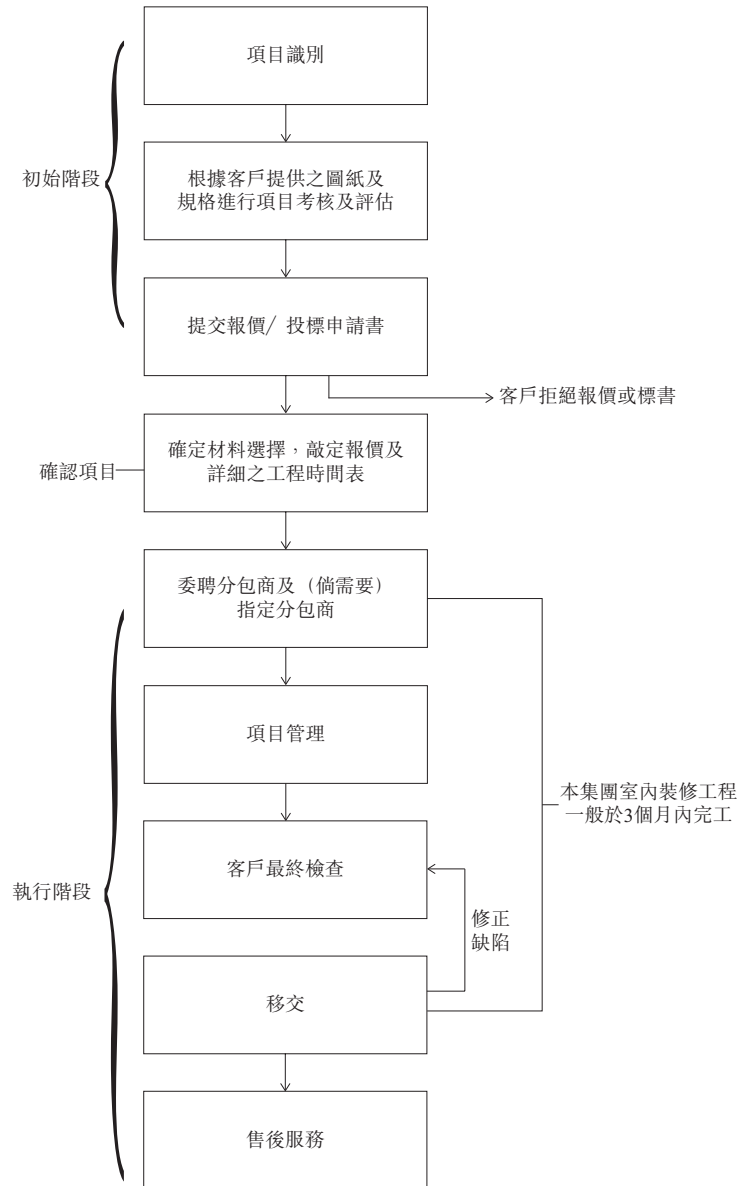 項目識別
初始階段
根據客戶提供之圖紙及
規格進行項目考核及評估
提交報價/ 投標申請書
客戶拒絕報價或標書
確認項目
確定材料選擇，敲定報價及
詳細之工程時間表
委聘分包商及（倘需要）
指定分包商
項目管理
本集團室內裝修工程
一般於3個月內完工
執行階段
客戶最終檢查
修正
缺陷
移交
售後服務